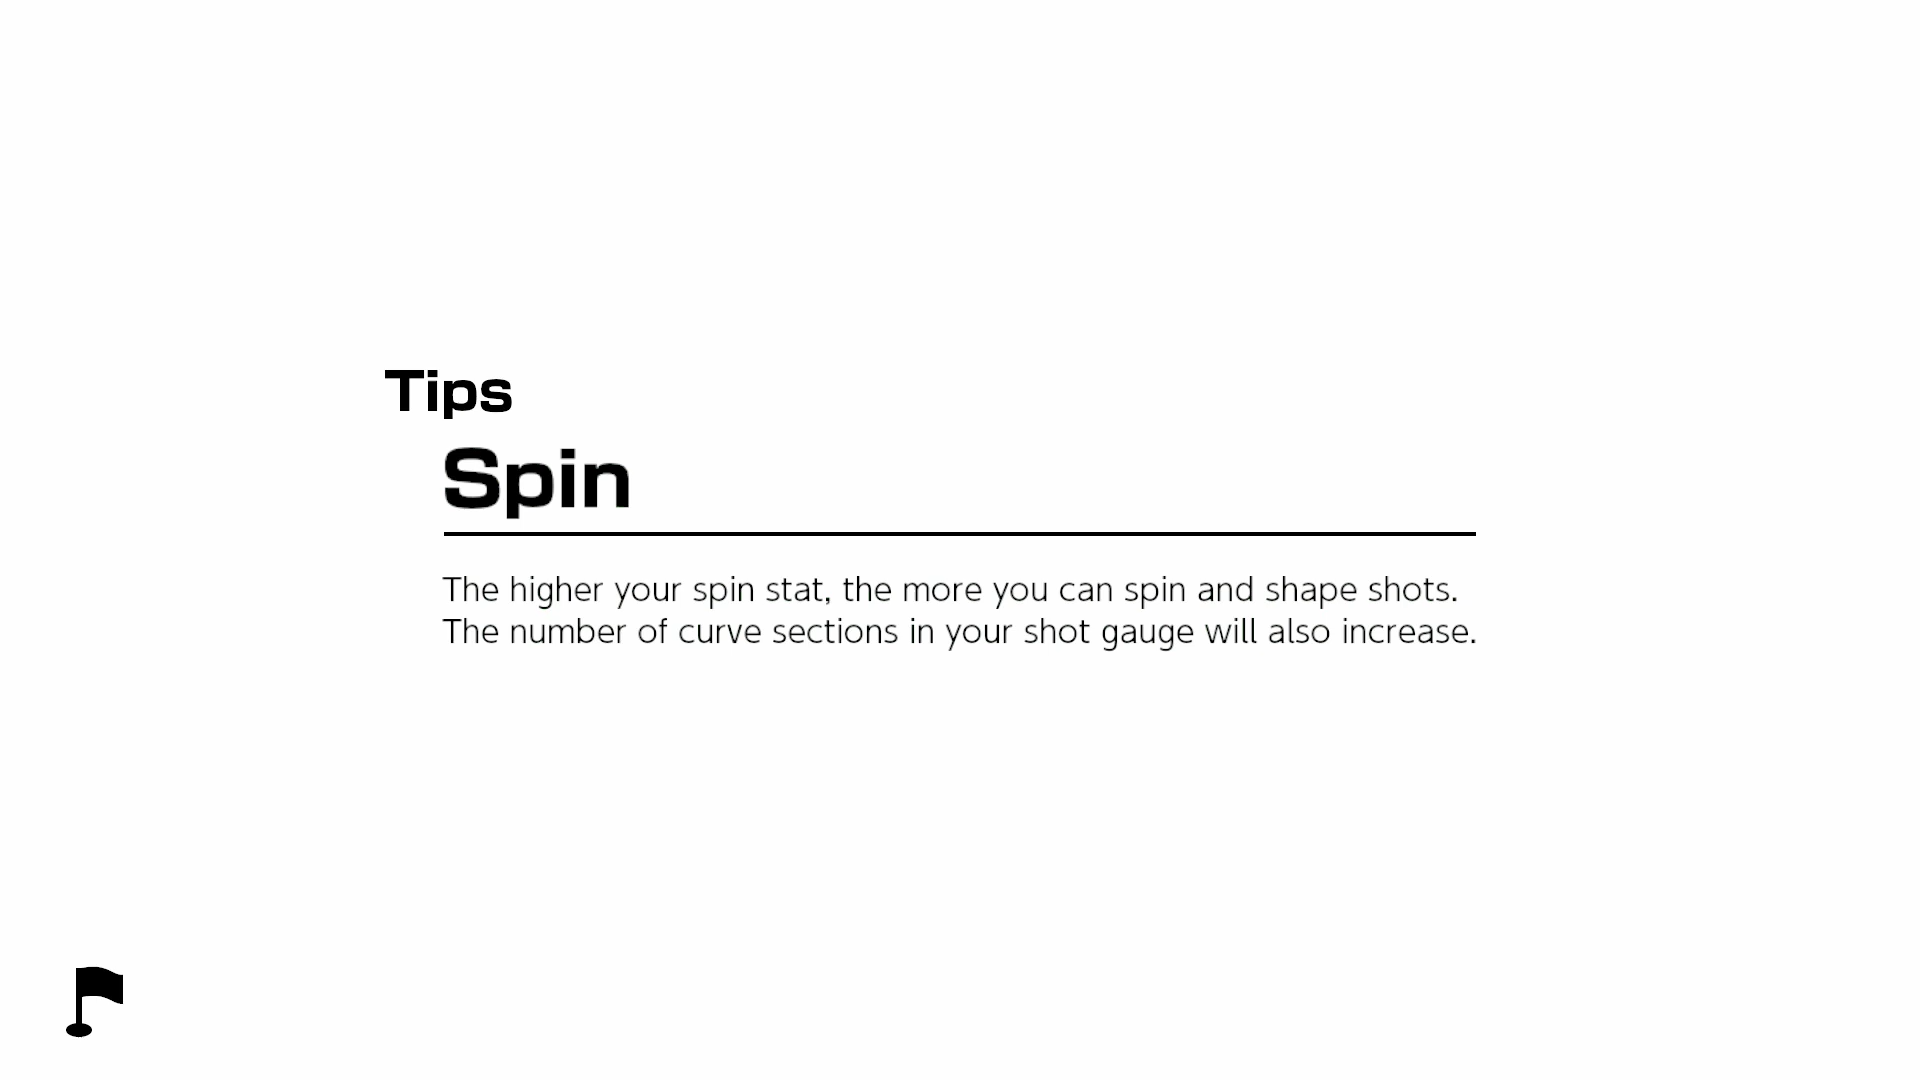 Tips
Spin
The higher your spin stat, the more you can spin and shape shots.
The number of curve sections in your shot gauge will also increase.